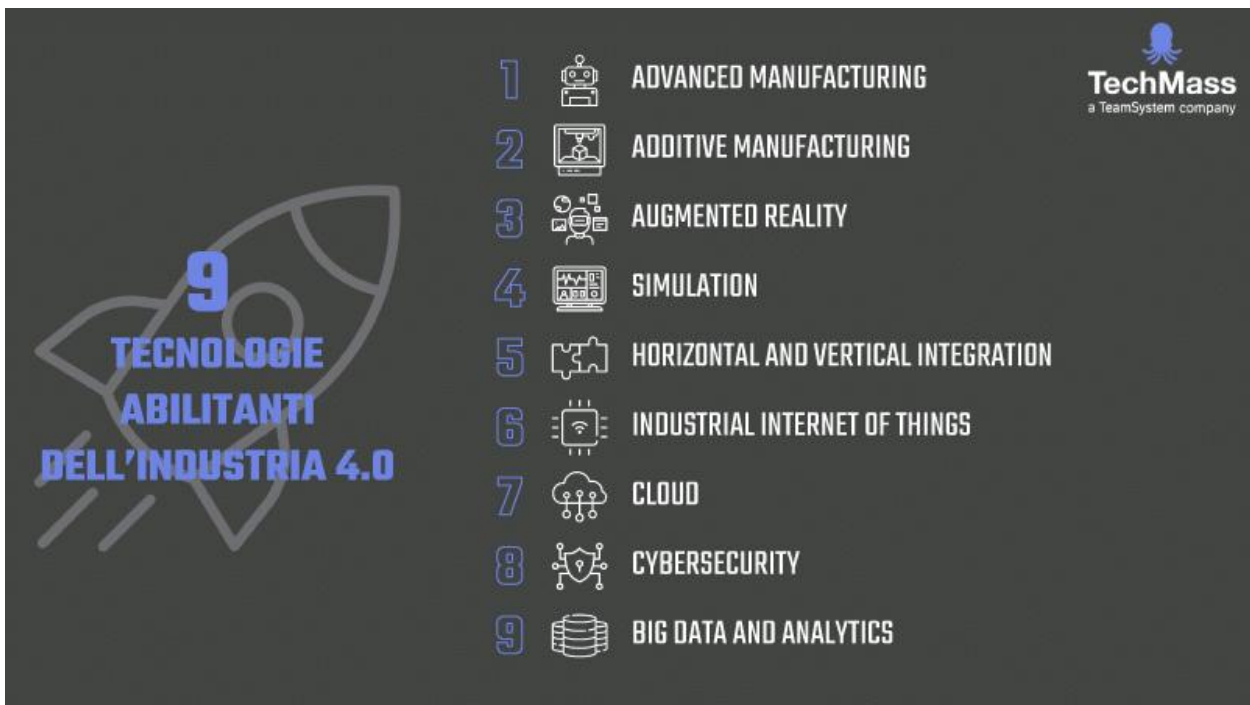 9
TECNOLOGIE
ABILITANTI
DELL'INDUSTRIA 4.0
1 ADVANCED MANUFACTURING
2 ADDITIVE MANUFACTURING
3 AUGMENTED REALITY
4 SIMULATION
5 HORIZONTAL AND VERTICAL INTEGRATION
6 INDUSTRIAL INTERNET OF THINGS
7 CLOUD
8 CYBERSECURITY
9 BIG DATA AND ANALYTICS
TechMass
a TeamSystem company